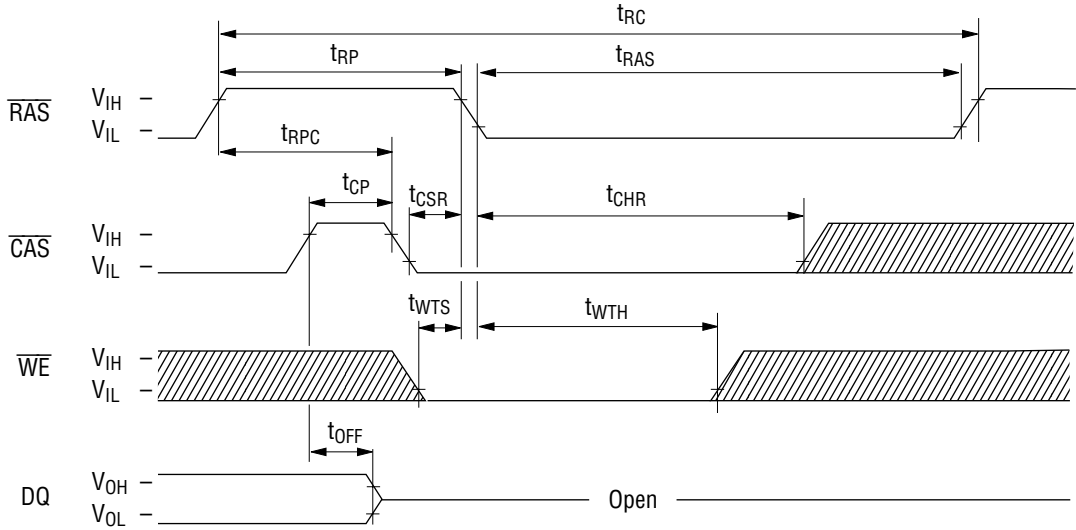 tRC
tRP
tRAS
RAS
VIH
VIL
tRPC
tCP
tCSR
tCHR
CAS
VIH
VIL
tWTS
tWTH
WE
VIH
VIL
tOFF
DQ
VOH
VOL
Open